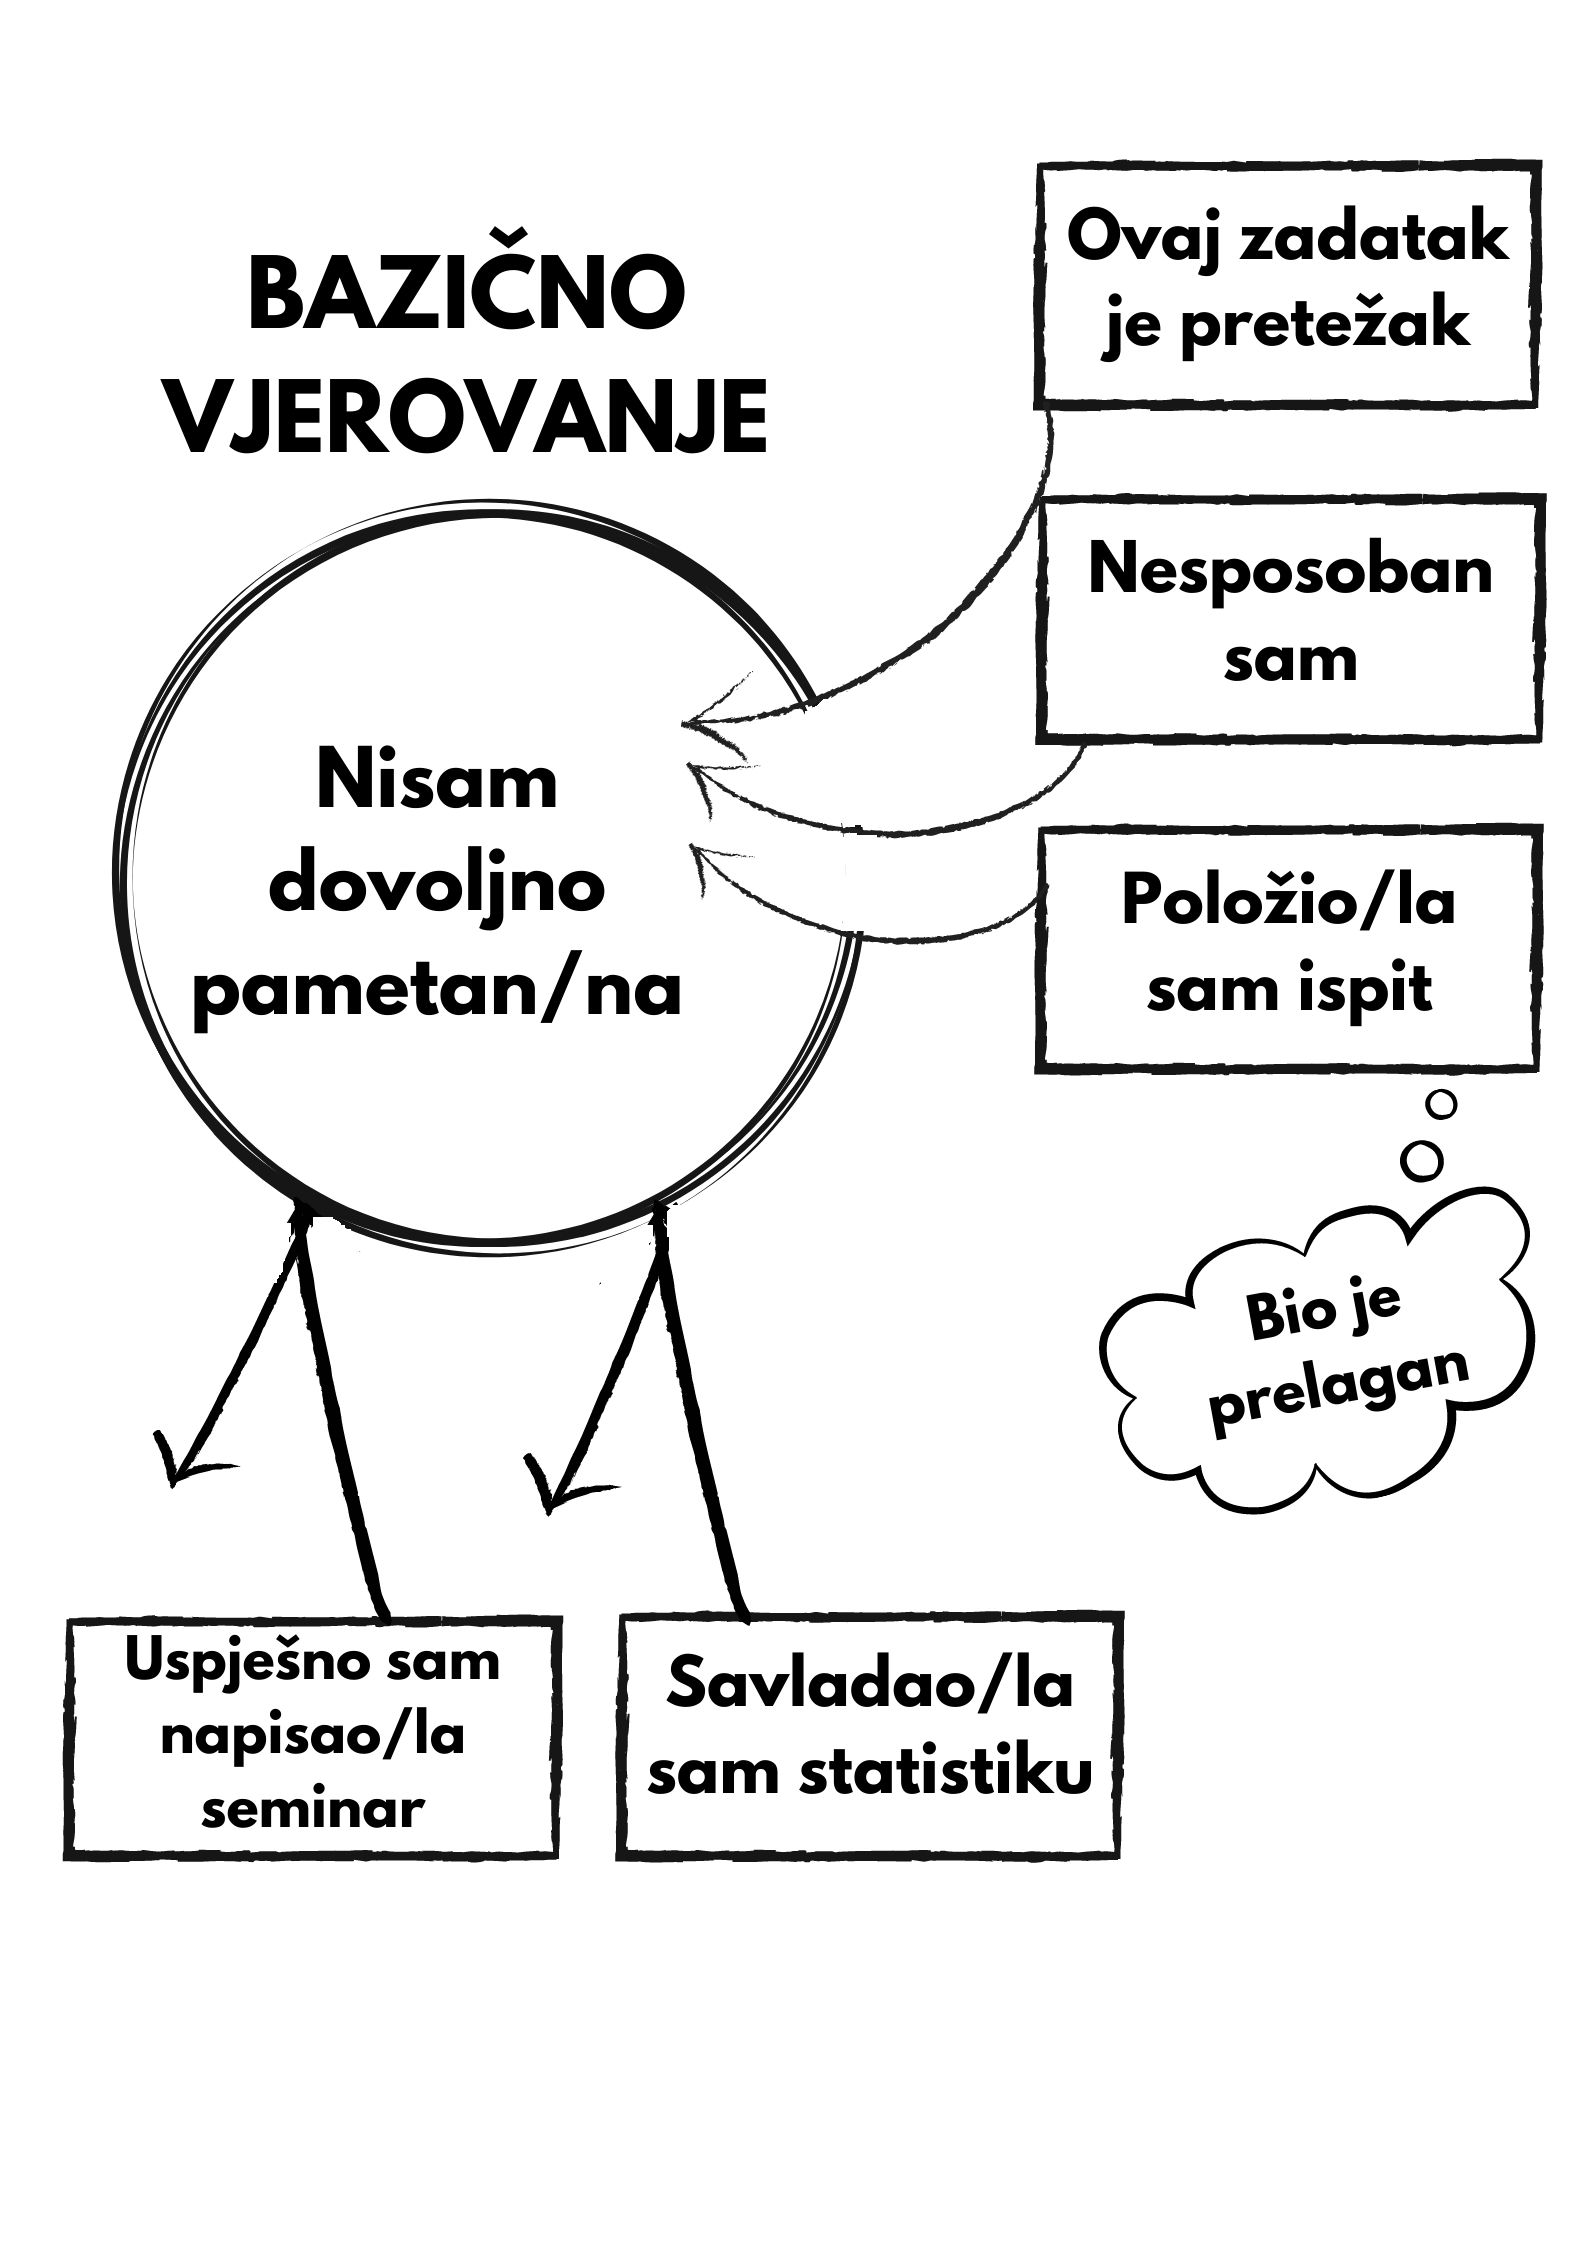 BAZIČNO
VJEROVANJE
Nisam
dovoljno
pametan/na
Ovaj zadatak
je pretežak
Nesposoban
sam
Položio/la
sam ispit
Bio je
prelagan
Uspješno sam
napisao/la
seminar
Savladao/la
sam statistiku